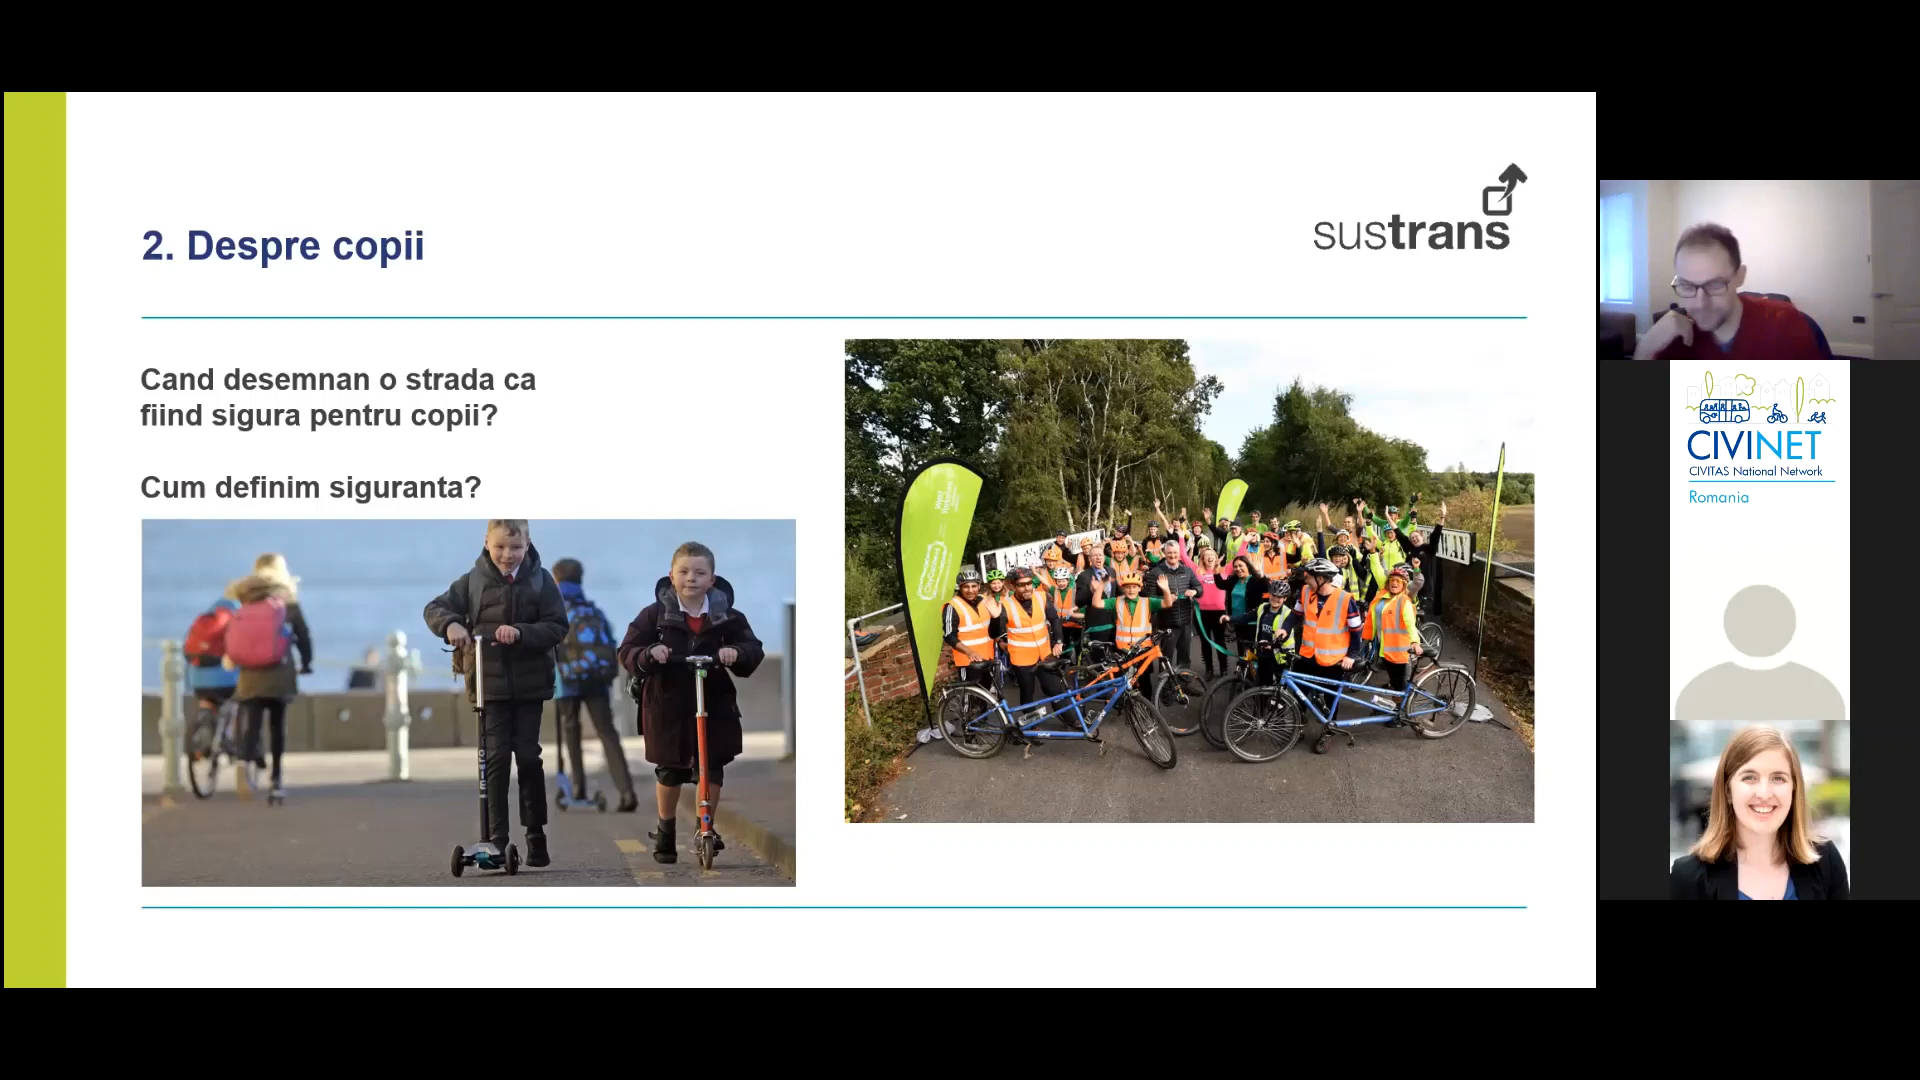 2. Despre copii
sustrans
Cand desemnan o strada ca
fiind sigura pentru copii?
Cum definim siguranta?
CIVINET
CIVITAS National Network
Romania